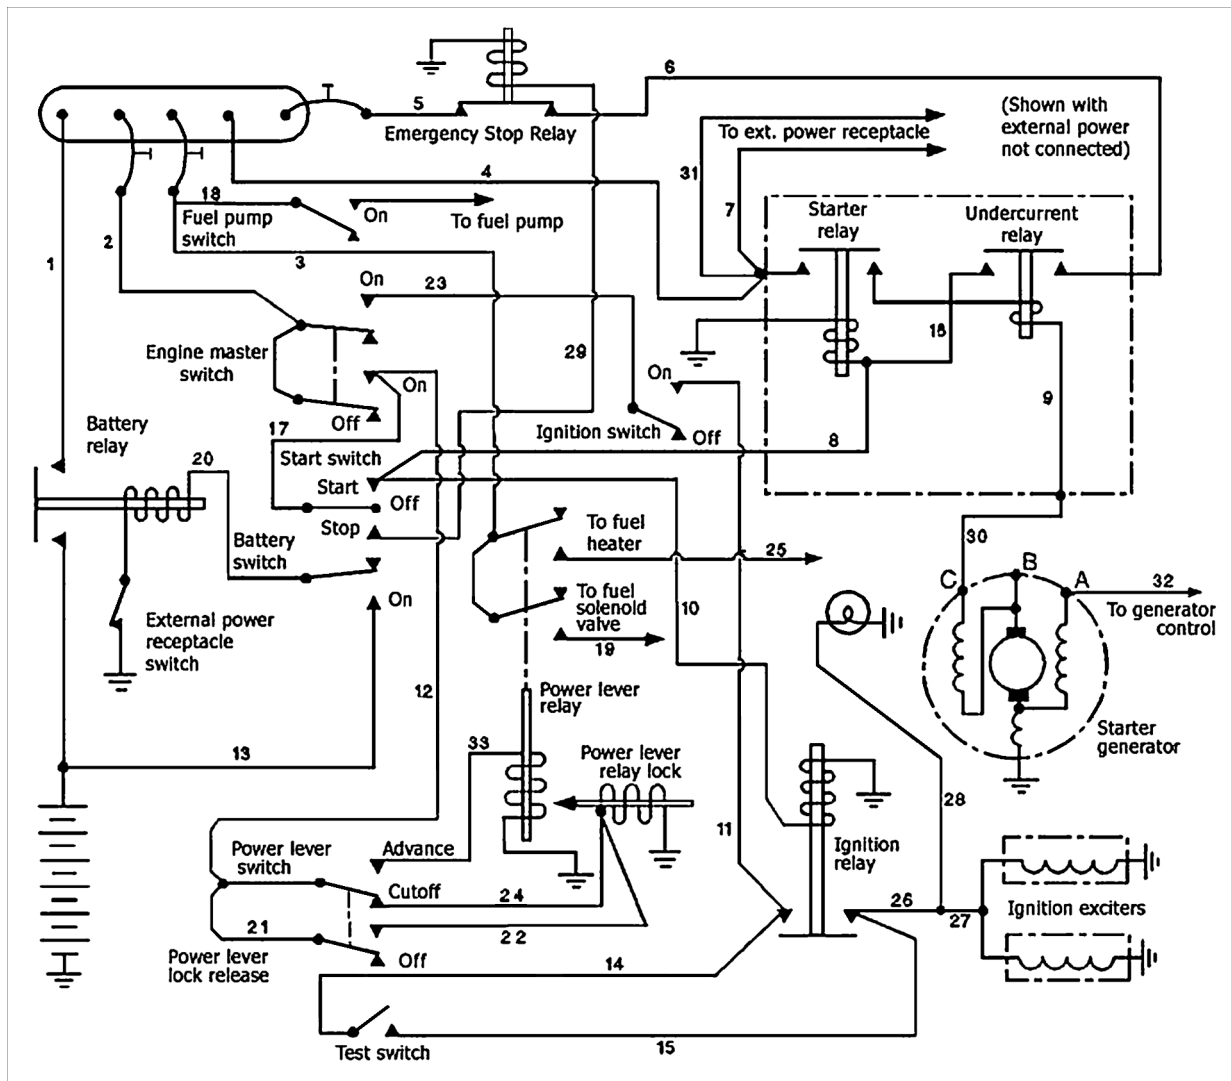 6
5
Emergency Stop Relay
To ext. power receptacle
(Shown with
external power
not connected)
31
4
18
Fuel pump
switch
On
To fuel pump
7
Starter
relay
Undercurrent
relay
1
2
3
On
23
16
Engine master
switch
29
On
On
9
Off
Ignition switch
Off
8
Battery
relay
17
20
Start switch
Start
Off
Stop
Battery
switch
To fuel
heater
25
30
C
B
A
32
On
To generator
control
External power
receptacle
switch
To fuel
solenoid
valve
19
10
12
Power lever
relay
Starter
generator
13
33
Power lever
relay lock
28
11
Ignition
relay
Advance
Power lever
switch
Cutoff
24
26
27
Ignition exciters
21
22
Power lever
lock release
Off
14
Test switch
15